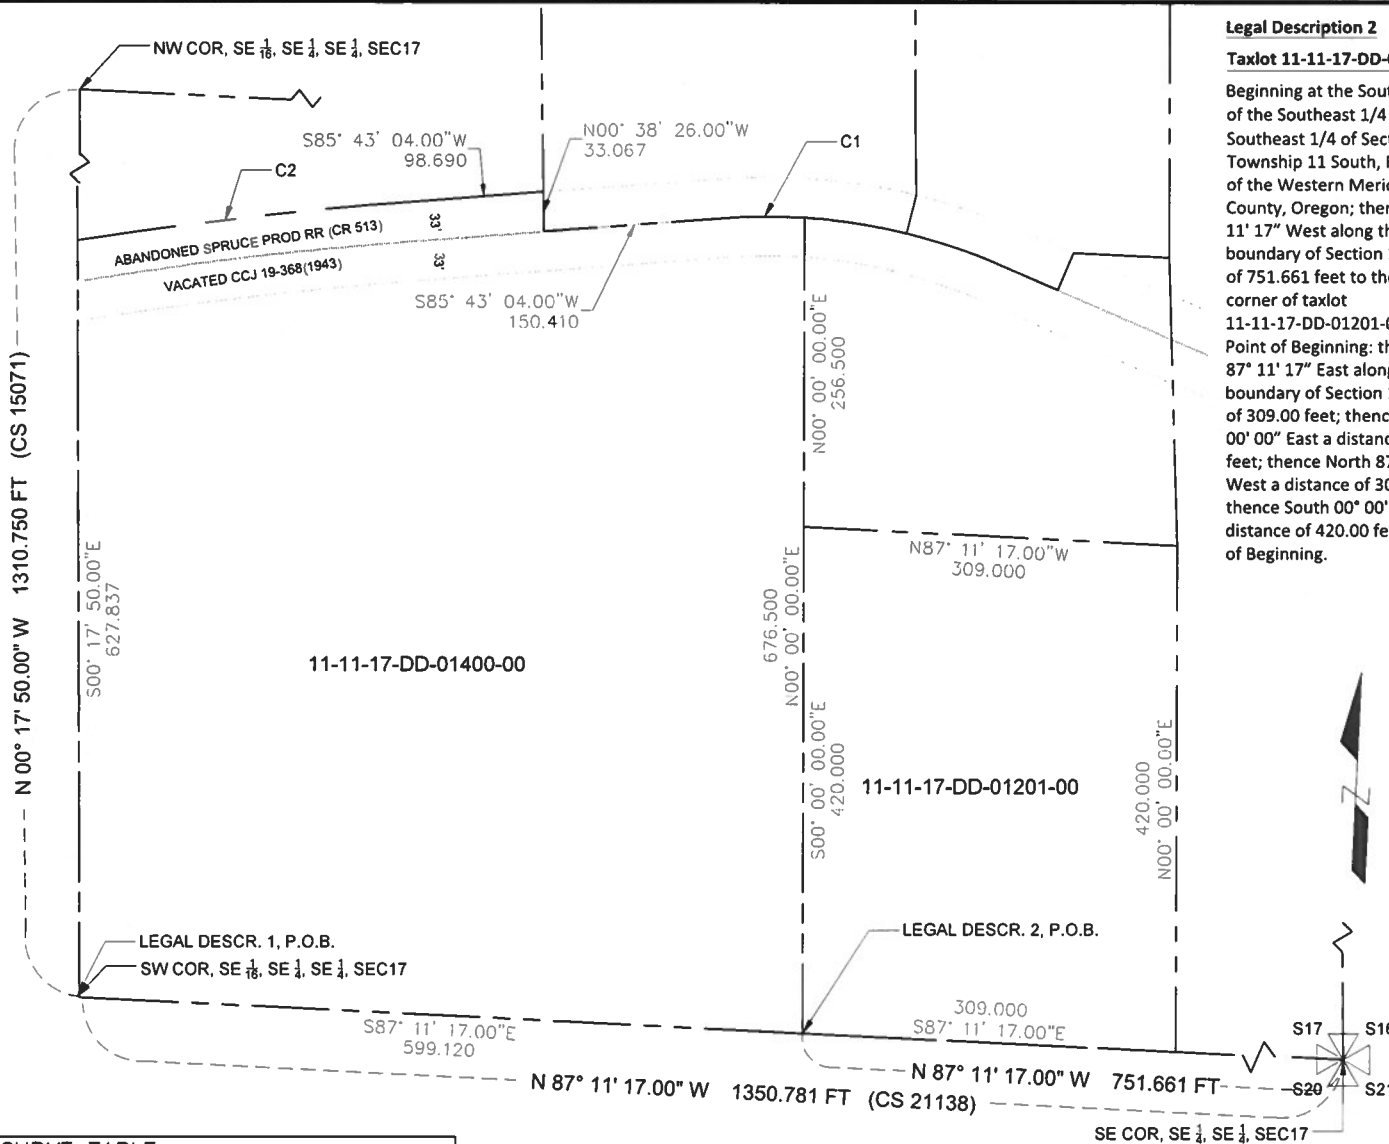 NW COR, SE 1/16, SE 1/4, SE 1/4, SEC17
S85° 43' 04.00"W
98.690
N00° 38' 26.00"W
33.067
C1
C2
ABANDONED SPRUCE PROD RR (CR 513)
33'
VACATED CCJ 19-368(1943)
33'
S85° 43' 04.00"W
150.410
N00° 00' 00.00"E
256.500
N 00° 17' 50.00" W 1310.750 FT (CS 15071)
S00° 17' 50.00"E
627.837
N87° 11' 17.00"W
309.000
676.500
N00° 00' 00.00"E
11-11-17-DD-01400-00
S00° 00' 00.00"E
420.000
11-11-17-DD-01201-00
420.000
N00° 00' 00.00"E
LEGAL DESCR. 1, P.O.B.
SW COR, SE 1/16, SE 1/4, SE 1/4, SEC17
LEGAL DESCR. 2, P.O.B.
S87° 11' 17.00"E
599.120
309.000
S87° 11' 17.00"E
N 87° 11' 17.00" W 751.661 FT
N 87° 11' 17.00" W 1350.781 FT (CS 21138)
S17 S16
S20 S21
SE COR, SE 1/4, SE 1/4, SEC17
Z
Legal Description 2
Taxlot 11-11-17-DD-
Beginning at the Sout
of the Southeast 1/4
Southeast 1/4 of Sect
Township 11 South,
of the Western Meri
County, Oregon; ther
11' 17" West along th
boundary of Section
of 751.661 feet to the
corner of taxlot
11-11-17-DD-01201-
Point of Beginning: th
87° 11' 17" East along
boundary of Section
of 309.00 feet; thenc
00' 00" East a distanc
feet; thence North 87
West a distance of 30
thence South 00° 00'
distance of 420.00 fe
of Beginning.
CURVE TABLE